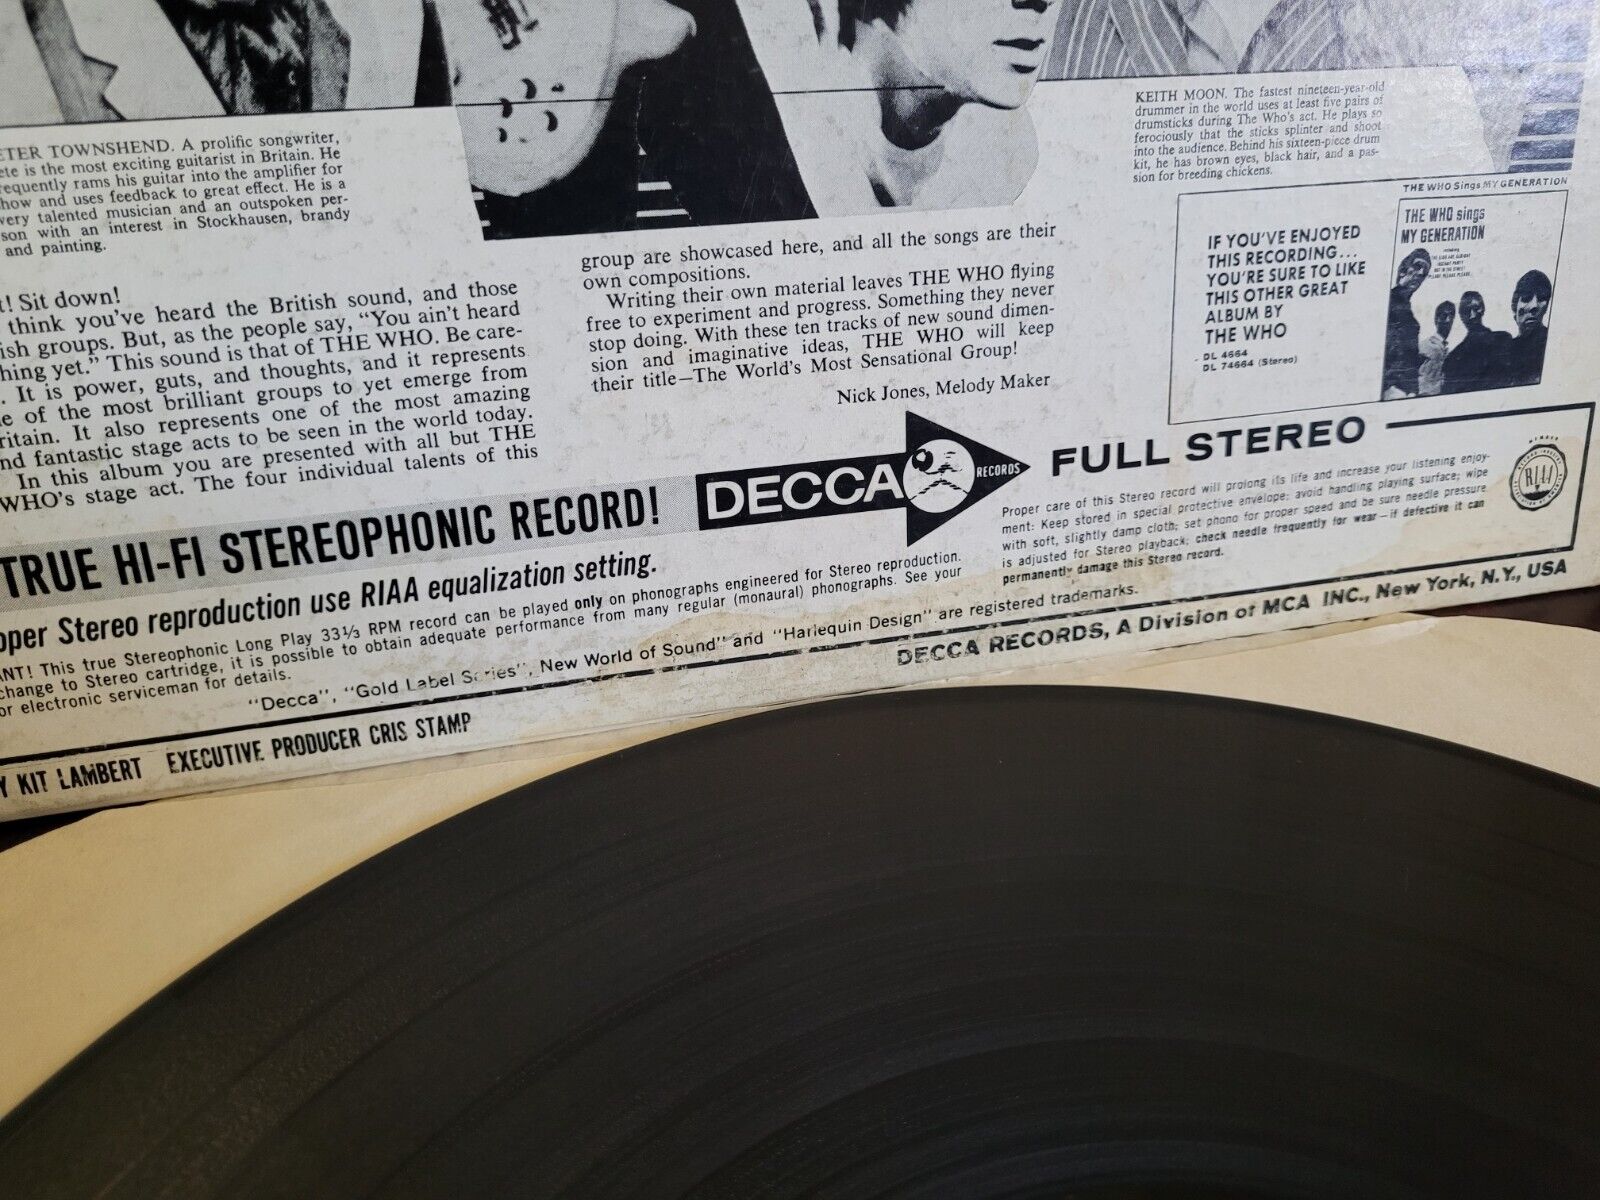 ETER TOWNSHEND. A prolific songwriter,
ete is the most exciting guitarist in Britain. He
requently rams his guitar into the amplifier for
how and uses feedback to great effect. He is a
very talented musician and an outspoken per-
son with an interest in Stockhausen, brandy
and painting.
KEITH MOON. The fastest nineteen-year-old
drummer in the world uses at least five pairs of
drumsticks during The Who's act. He plays so
ferociously that the sticks splinter and shoot
into the audience. Behind his sixteen-piece drum
kit, he has brown eyes, black hair, and a pas-
sion for breeding chickens.
t! Sit down!
think you've heard the British sound, and those
ish groups. But, as the people say, "You ain't heard
hing yet." This sound is that of THE WHO. Be care-
. It is power, guts, and thoughts, and it represents
e of the most brilliant groups to yet emerge from
ritain. It also represents one of the most amazing
nd fantastic stage acts to be seen in the world today.
In this album you are presented with all but THE
WHO's stage act. The four individual talents of this
group are showcased here, and all the songs are their
own compositions.
Writing their own material leaves THE WHO flying
free to experiment and progress. Something they never
stop doing. With these ten tracks of new sound dimen-
sion and imaginative ideas, THE WHO will keep
their title—The World's Most Sensational Group!
Nick Jones, Melody Maker
THE WHO Sings MY GENERATION
IF YOU'VE ENJOYED
THIS RECORDING...
YOU'RE SURE TO LIKE
THIS OTHER GREAT
ALBUM BY
THE WHO
- DL 4664
DL 74664 (Stereo)
THE WHO sings
MY GENERATION
TRUE HI-FI STEREOPHONIC RECORD!
DECCA RECORDS
FULL STEREO
oper Stereo reproduction use RIAA equalization setting.
ANT! This true Stereophonic Long Play 33⅓ RPM record can be played only on phonographs engineered for Stereo reproduction.
change to Stereo cartridge, it is possible to obtain adequate performance from many regular (monaural) phonographs. See your
or electronic serviceman for details.
Proper care of this Stereo record will prolong its life and increase your listening enjoy-
ment: Keep stored in special protective envelope; avoid handling playing surface; wipe
with soft, slightly damp cloth; set phono for proper speed and be sure needle pressure
is adjusted for Stereo playback; check needle frequently for wear—if defective it can
permanently damage this Stereo record.
RIAA
"Decca", "Gold Label Series", New World of Sound" and "Harlequin Design" are registered trademarks.
DECCA RECORDS, A Division of MCA INC., New York, N.Y., USA
Y KIT LAMBERT EXECUTIVE PRODUCER CRIS STAMP